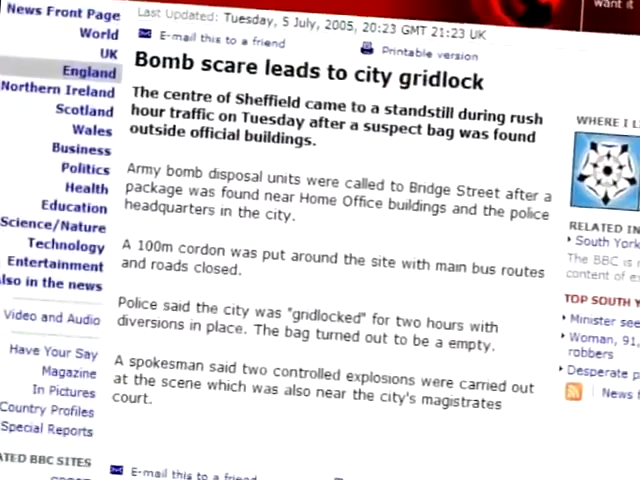 want it
News Front Page
World
UK
England
Northern Ireland
Scotland
Wales
Business
Politics
Health
Education
Science/Nature
Technology
Entertainment
Also in the news
Video and Audio
Have Your Say
Magazine
In Pictures
Country Profiles
Special Reports
BBC SITES
Last Updated: Tuesday, 5 July, 2005, 20:23 GMT 21:23 UK
E-mail this to a friend
Printable version
Bomb scare leads to city gridlock
The centre of Sheffield came to a standstill during rush
hour traffic on Tuesday after a suspect bag was found
outside official buildings.
Army bomb disposal units were called to Bridge Street after a
package was found near Home Office buildings and the police
headquarters in the city.
A 100m cordon was put around the site with main bus routes
and roads closed.
Police said the city was "gridlocked" for two hours with
diversions in place. The bag turned out to be a empty.
A spokesman said two controlled explosions were carried out
at the scene which was also near the city's magistrates
court.
E-mail this to a friend
WHERE I
RELATED
South York
The BBC is
content of
TOP SOUTH
Minister see
Woman, 91,
robbers
Desperate
News